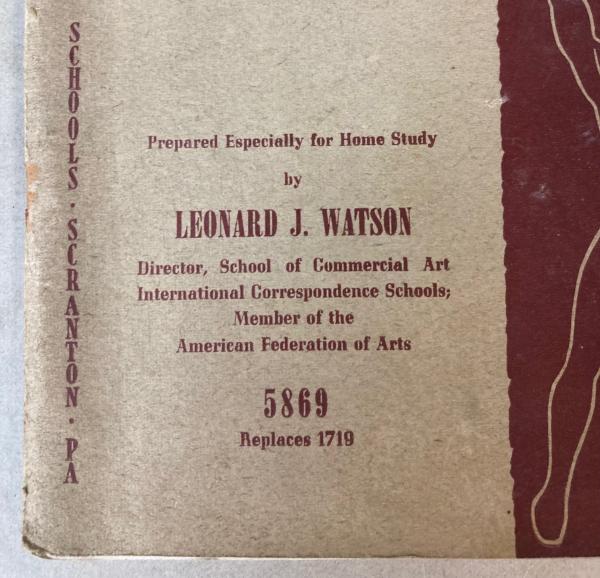 SCHOOLS · SCRANTON · PA
Prepared Especially for Home Study
by
LEONARD J. WATSON
Director, School of Commercial Art
International Correspondence Schools;
Member of the
American Federation of Arts
5869
Replaces 1719